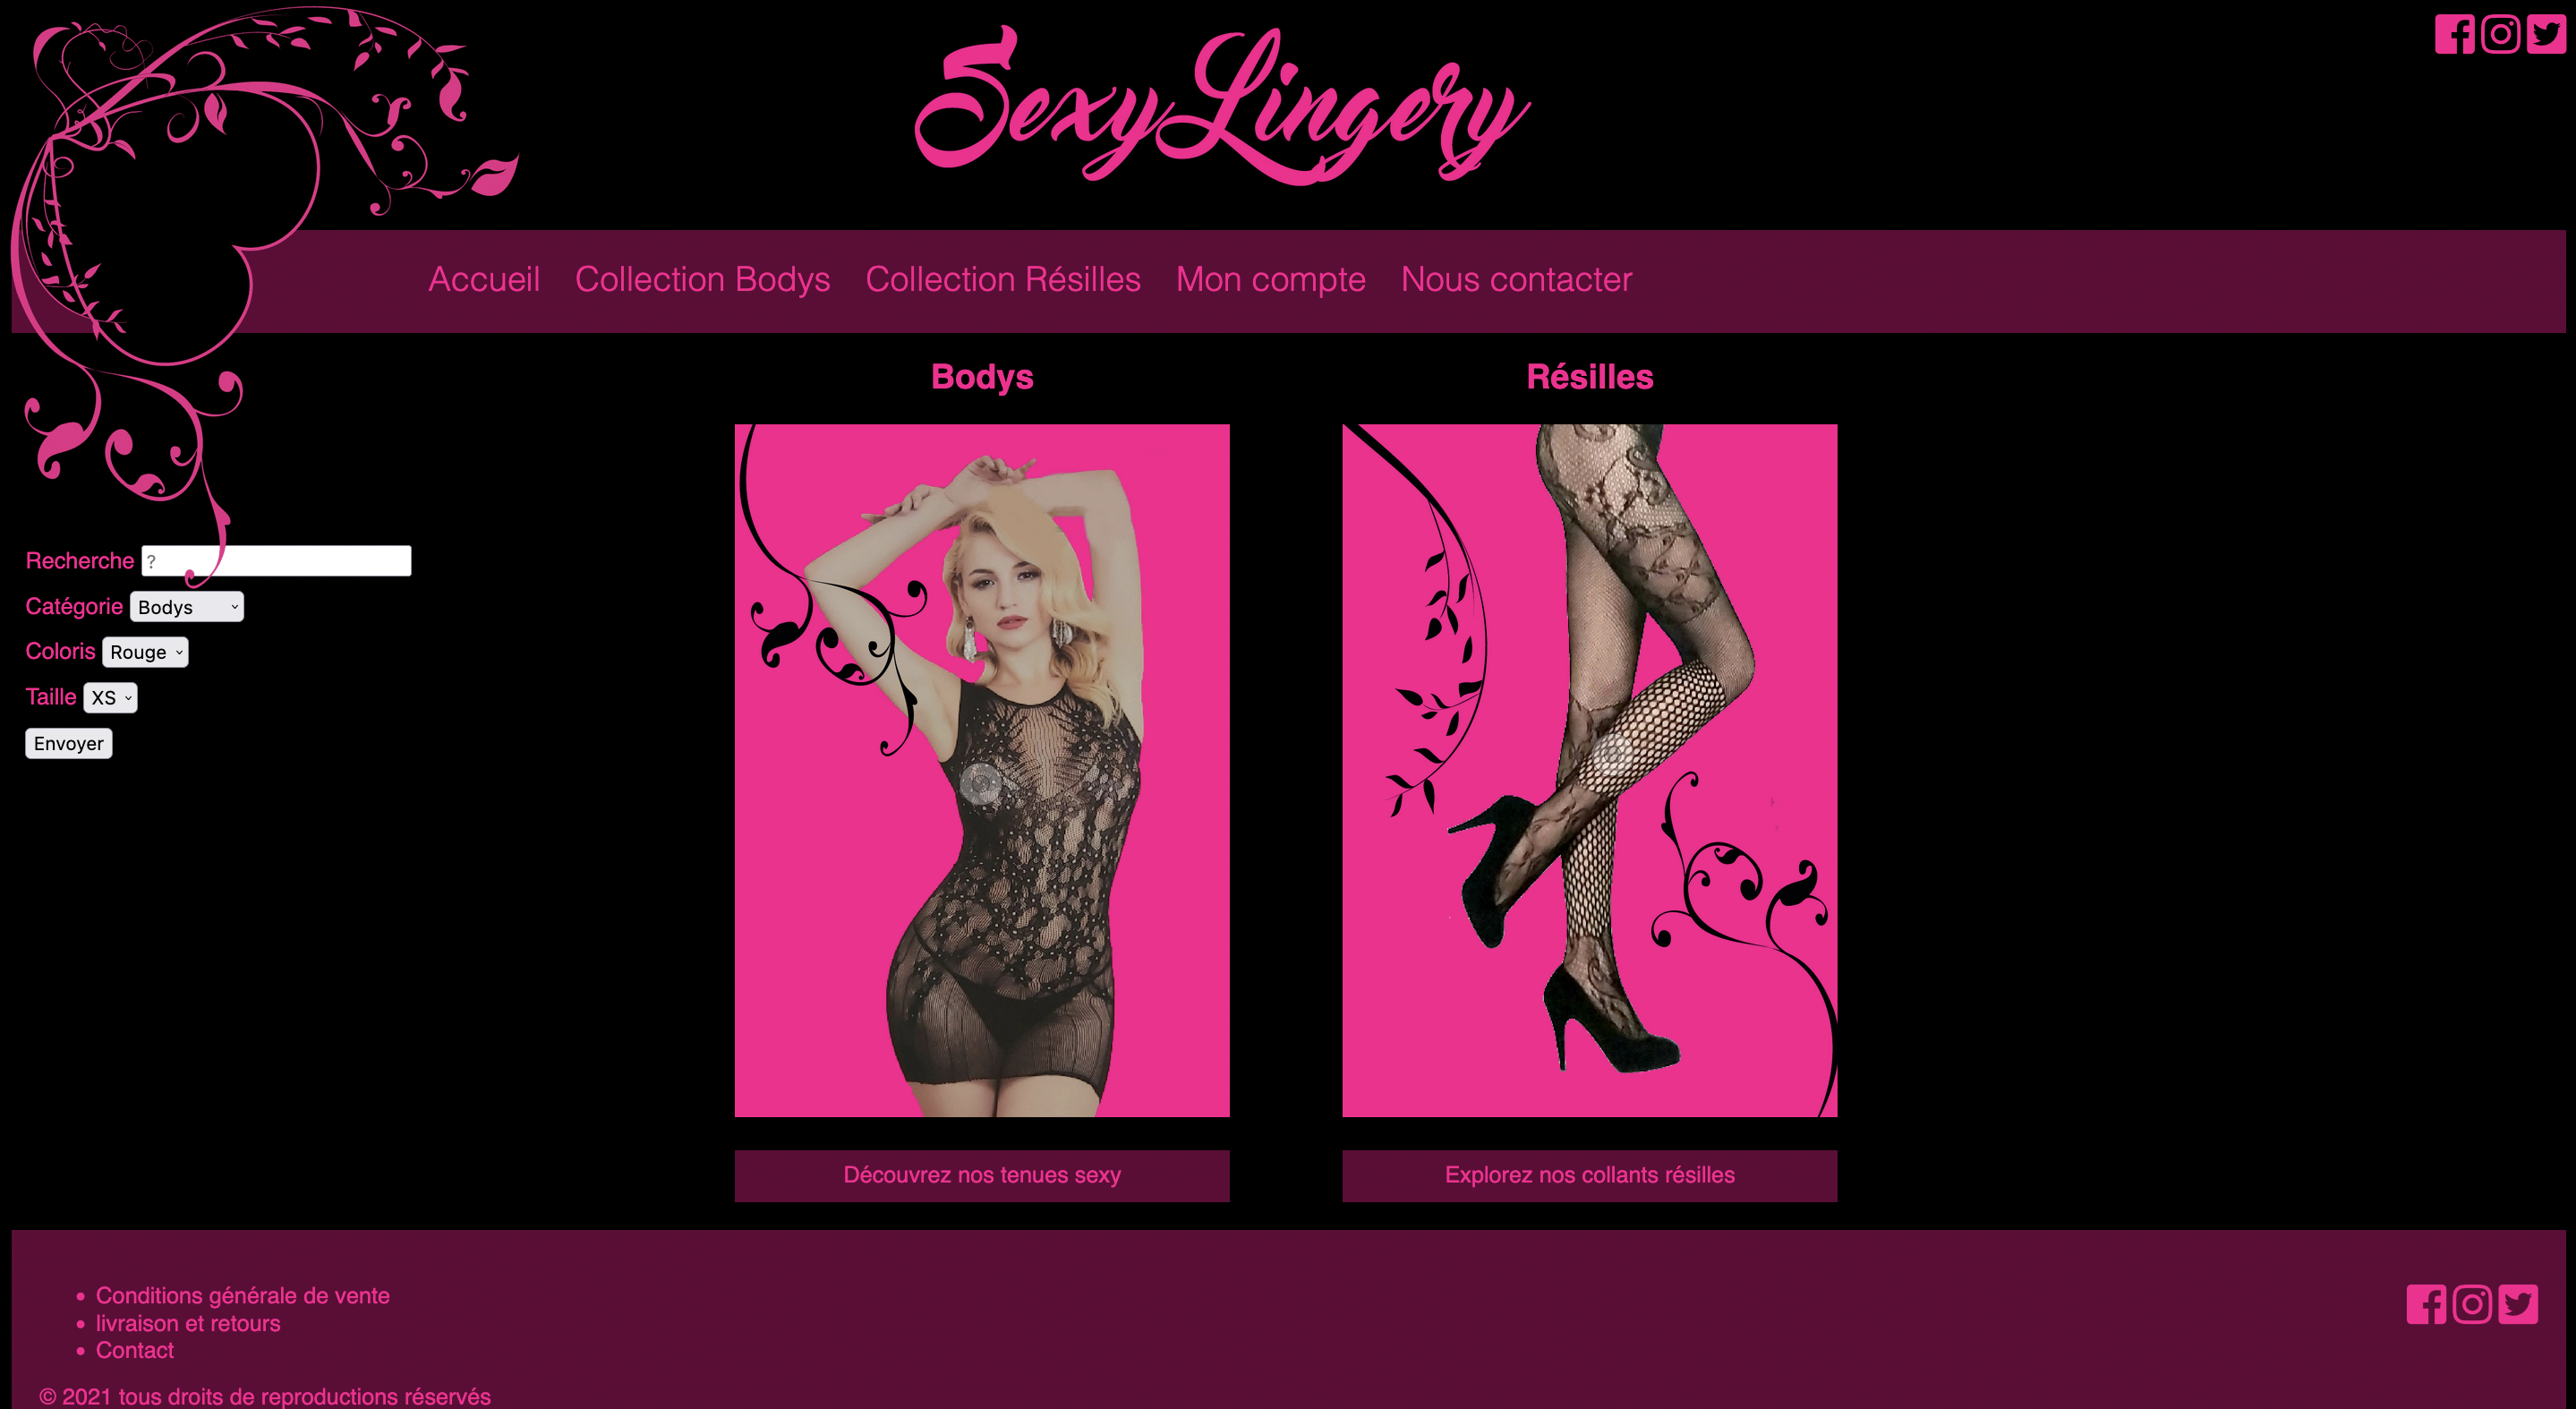 SexyLingery
Accueil Collection Bodys Collection Résilles Mon compte Nous contacter
Bodys
Résilles
Recherche ?
Catégorie Bodys
Coloris Rouge
Taille XS
Envoyer
Découvrez nos tenues sexy
Explorez nos collants résilles
Conditions générale de vente
livraison et retours
Contact
© 2021 tous droits de reproductions réservés